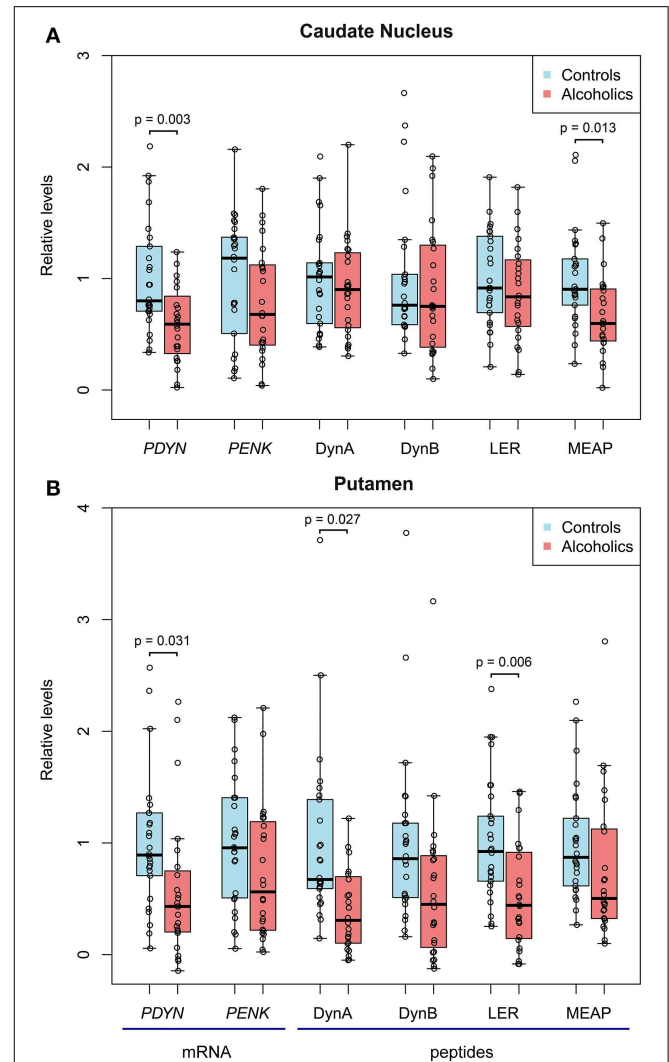 A
Caudate Nucleus
3
2
1
0
Relative levels
Controls
Alcoholics
p = 0.003
p = 0.013
PDYN PENK DynA DynB LER MEAP
B
Putamen
4
3
2
1
0
Relative levels
Controls
Alcoholics
p = 0.027
p = 0.031
p = 0.006
PDYN PENK DynA DynB LER MEAP
mRNA peptides